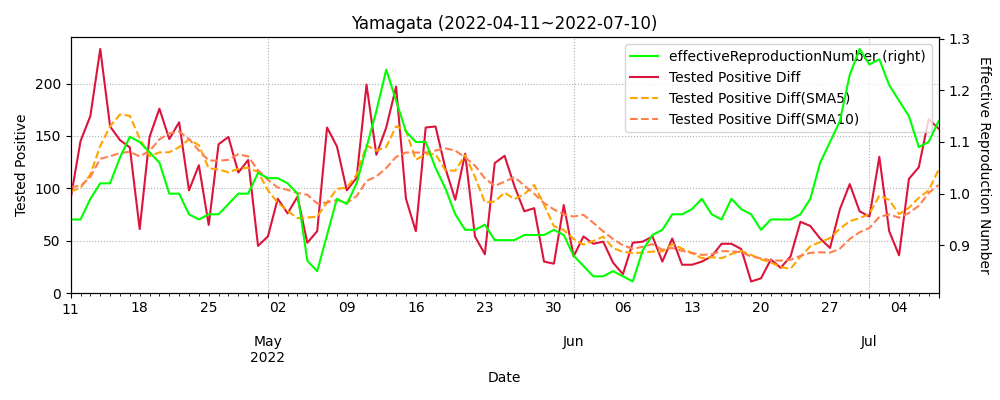 Yamagata (2022-04-11~2022-07-10)
effectiveReproductionNumber (right)
Tested Positive Diff
Tested Positive Diff(SMA5)
Tested Positive Diff(SMA10)
Tested Positive
200
150
100
50
0
1.3
1.2
1.1
1.0
0.9
Effective Reproduction Number
11 18 25 02 09 16 23 30 06 13 20 27 04
May Jun Jul
2022
Date